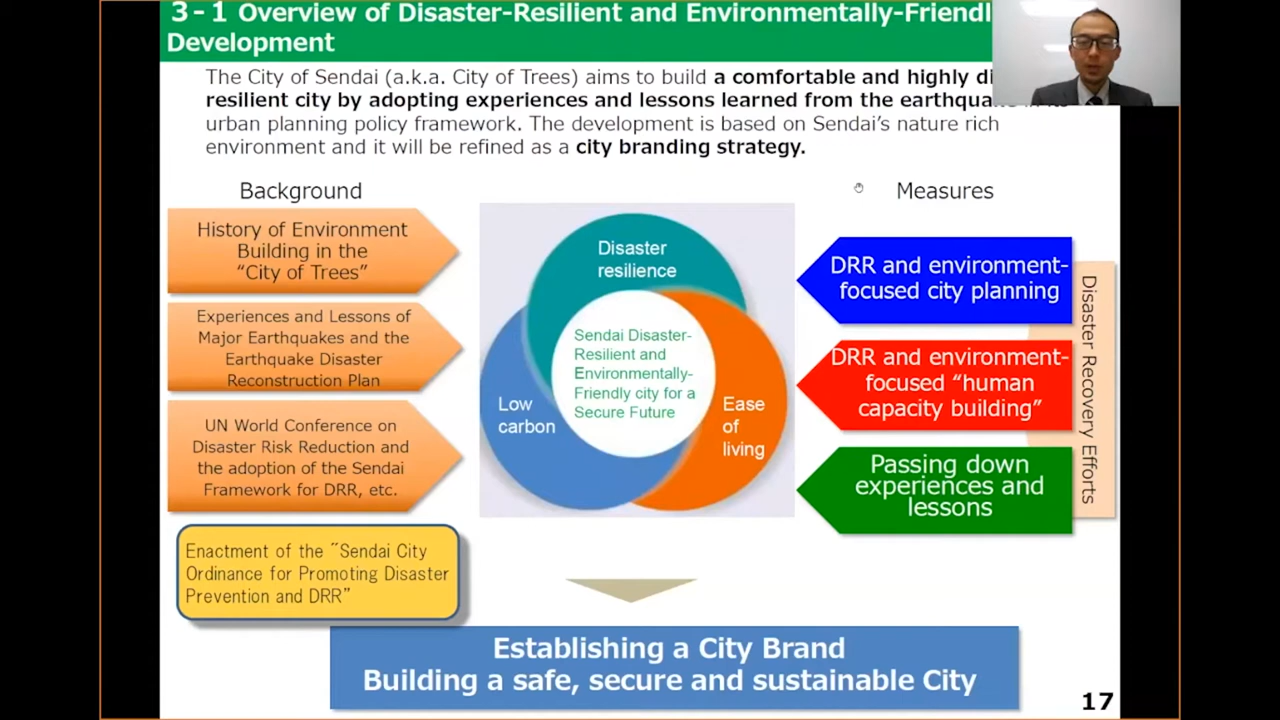 3-1 Overview of Disaster-Resilient and Environmentally-Friendl
Development
The City of Sendai (a.k.a. City of Trees) aims to build a comfortable and highly di
resilient city by adopting experiences and lessons learned from the earthquake in its
urban planning policy framework. The development is based on Sendai's nature rich
environment and it will be refined as a city branding strategy.
Background
Measures
History of Environment
Building in the
"City of Trees"
Experiences and Lessons of
Major Earthquakes and the
Earthquake Disaster
Reconstruction Plan
UN World Conference on
Disaster Risk Reduction and
the adoption of the Sendai
Framework for DRR, etc.
Enactment of the ˝Sendai City
Ordinance for Promoting Disaster
Prevention and DRR"
Disaster
resilience
Sendai Disaster-
Resilient and
Environmentally-
Friendly city for a
Secure Future
Low
carbon
Ease
of
living
DRR and environment-
focused city planning
DRR and environment-
focused "human
capacity building"
Passing down
experiences and
lessons
Disaster Recovery Efforts
Establishing a City Brand
Building a safe, secure and sustainable City
17